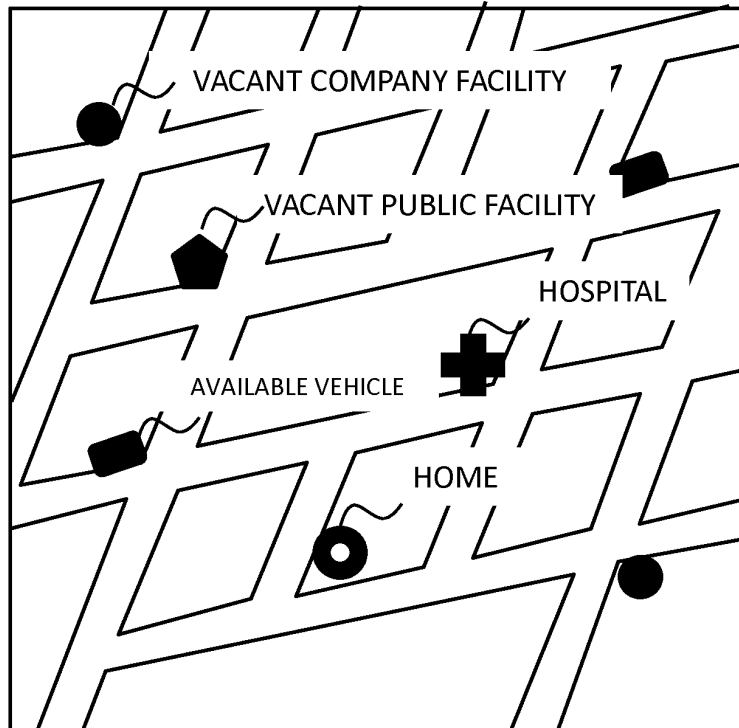 VACANT COMPANY FACILITY
VACANT PUBLIC FACILITY
HOSPITAL
AVAILABLE VEHICLE
HOME